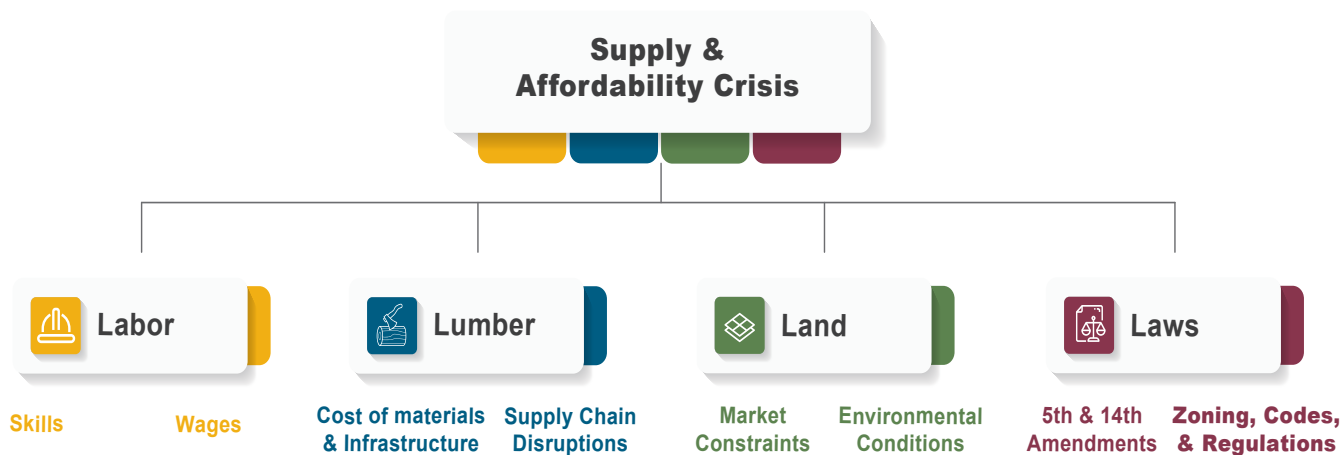 Supply &
Affordability Crisis
Labor
Lumber
Land
Laws
Skills
Wages
Cost of materials
& Infrastructure
Supply Chain
Disruptions
Market
Constraints
Environmental
Conditions
5th & 14th
Amendments
Zoning, Codes,
& Regulations